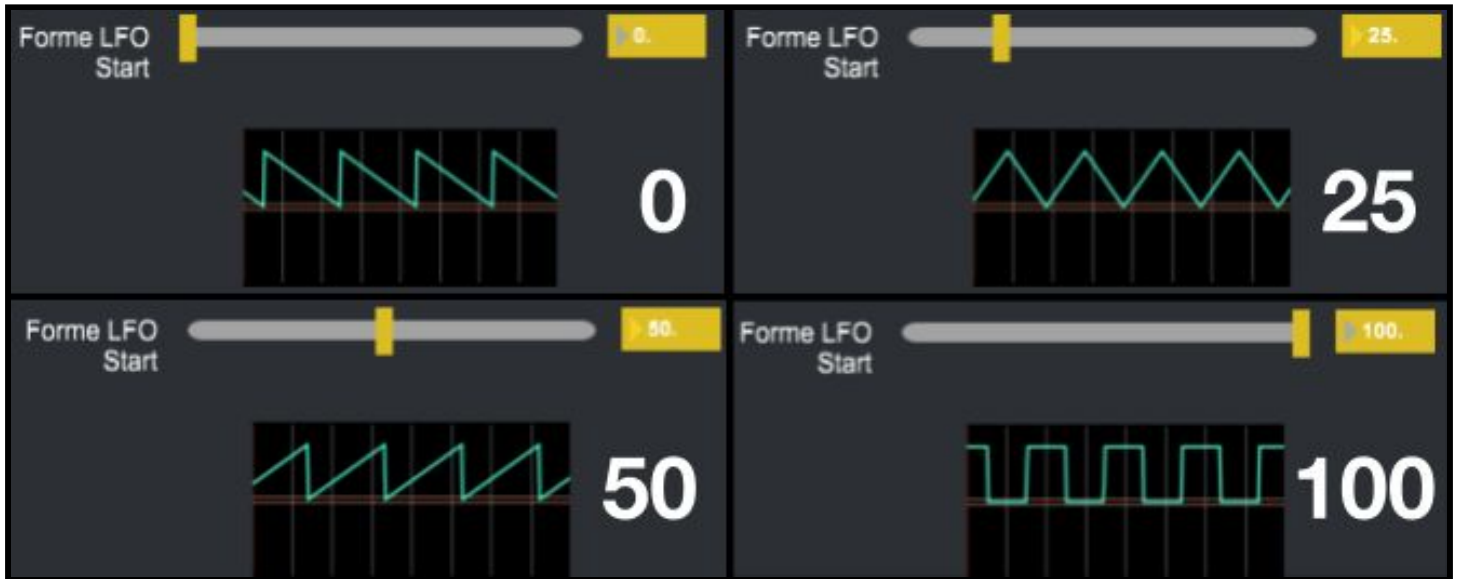 Forme LFO
Start
0.
0
Forme LFO
Start
25.
25
Forme LFO
Start
50.
50
Forme LFO
Start
100.
100